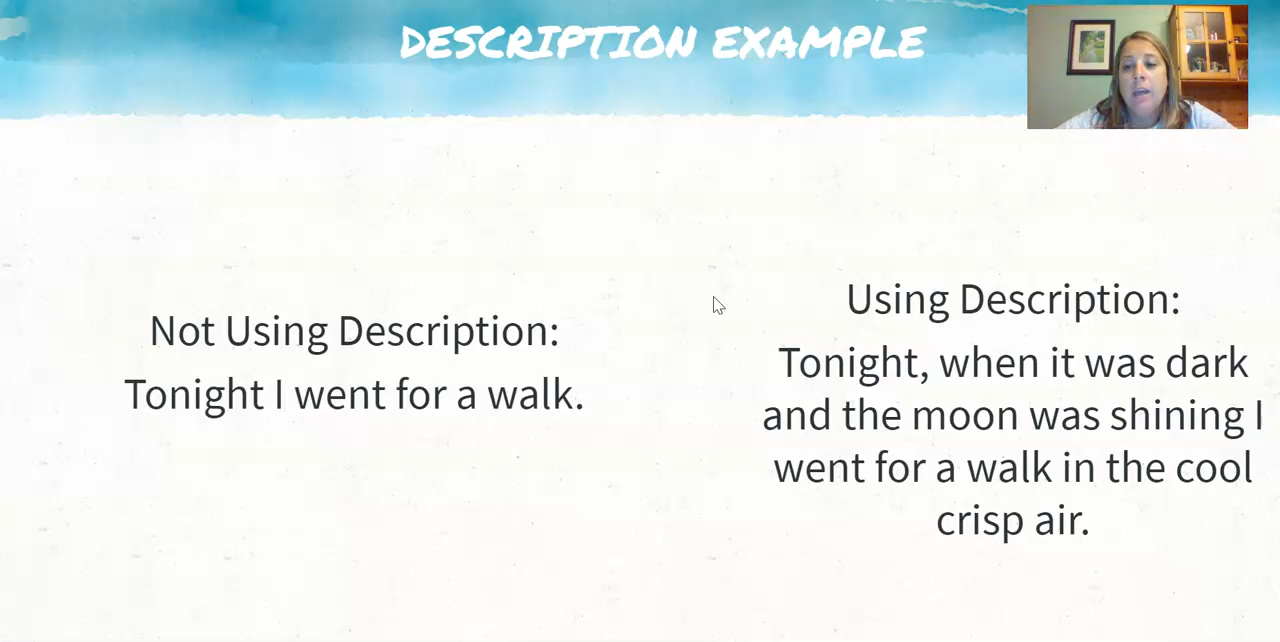 DESCRIPTION EXAMPLE
Not Using Description:
Tonight I went for a walk.
Using Description:
Tonight, when it was dark
and the moon was shining I
went for a walk in the cool
crisp air.